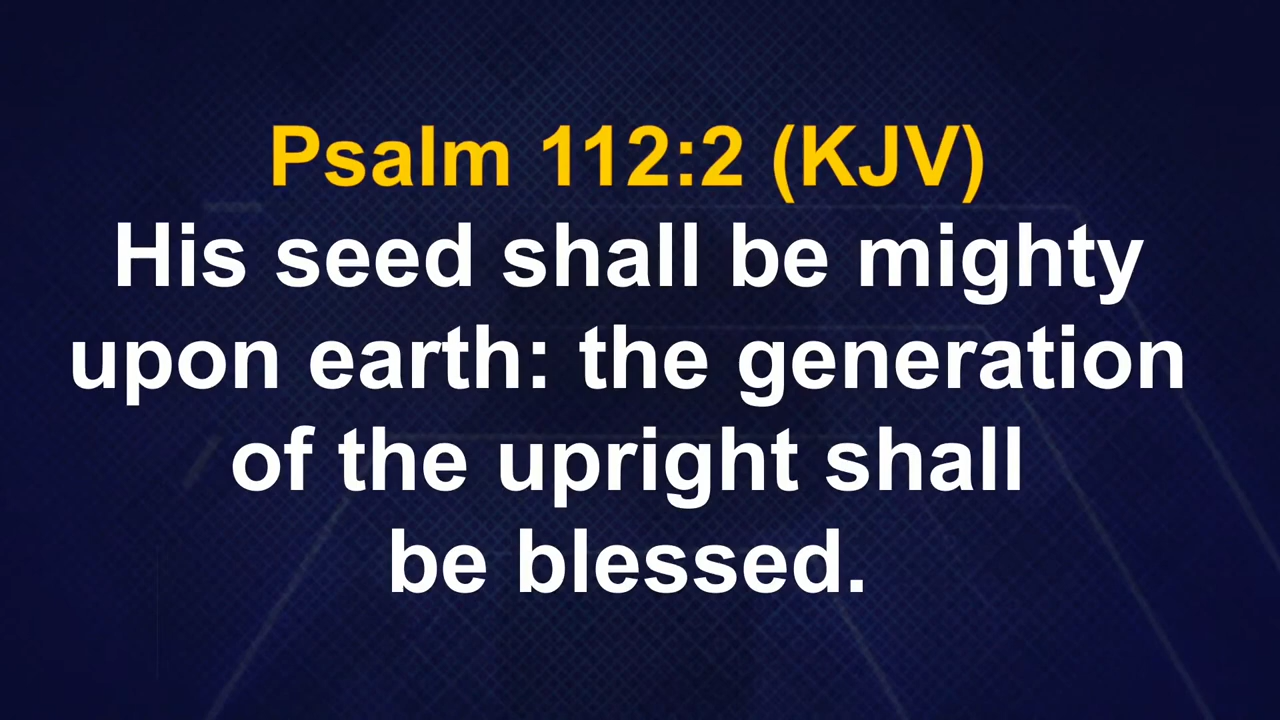 Psalm 112:2 (KJV)
His seed shall be mighty
upon earth: the generation
of the upright shall
be blessed.